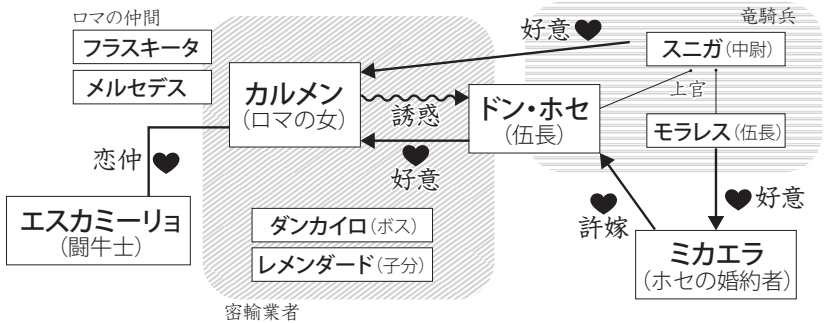 ロマの仲間
フラスキータ
メルセデス
竜騎兵
好意
スニガ(中尉)
上官
カルメン
(ロマの女)
誘惑
ドン・ホセ
(伍長)
モラレス(伍長)
好意
恋仲
エスカミーリョ
(闘牛士)
ダンカイロ(ボス)
レメンダード(子分)
許嫁
好意
ミカエラ
(ホセの婚約者)
密輸業者